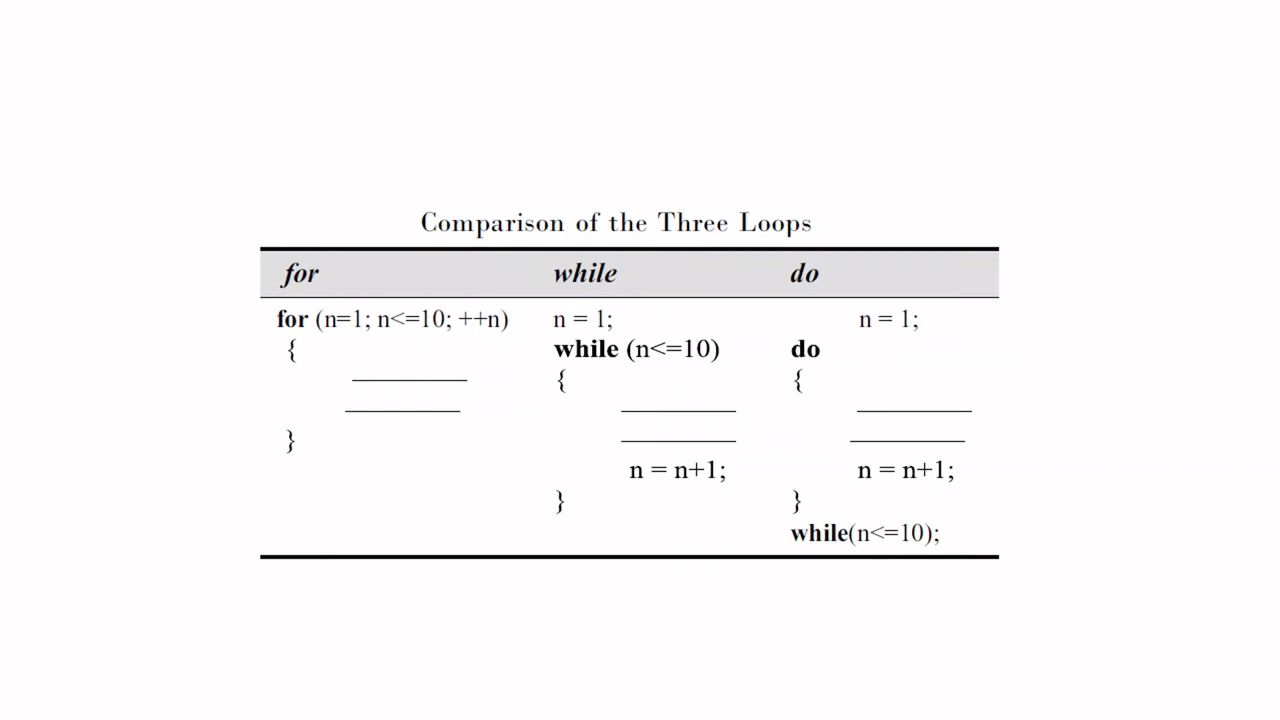 Comparison of the Three Loops
for while do
for (n=1; n<=10; ++n) n = 1; n = 1;
{ while (n<=10) do
{ {
} n = n+1; n = n+1;
} }
while(n<=10);